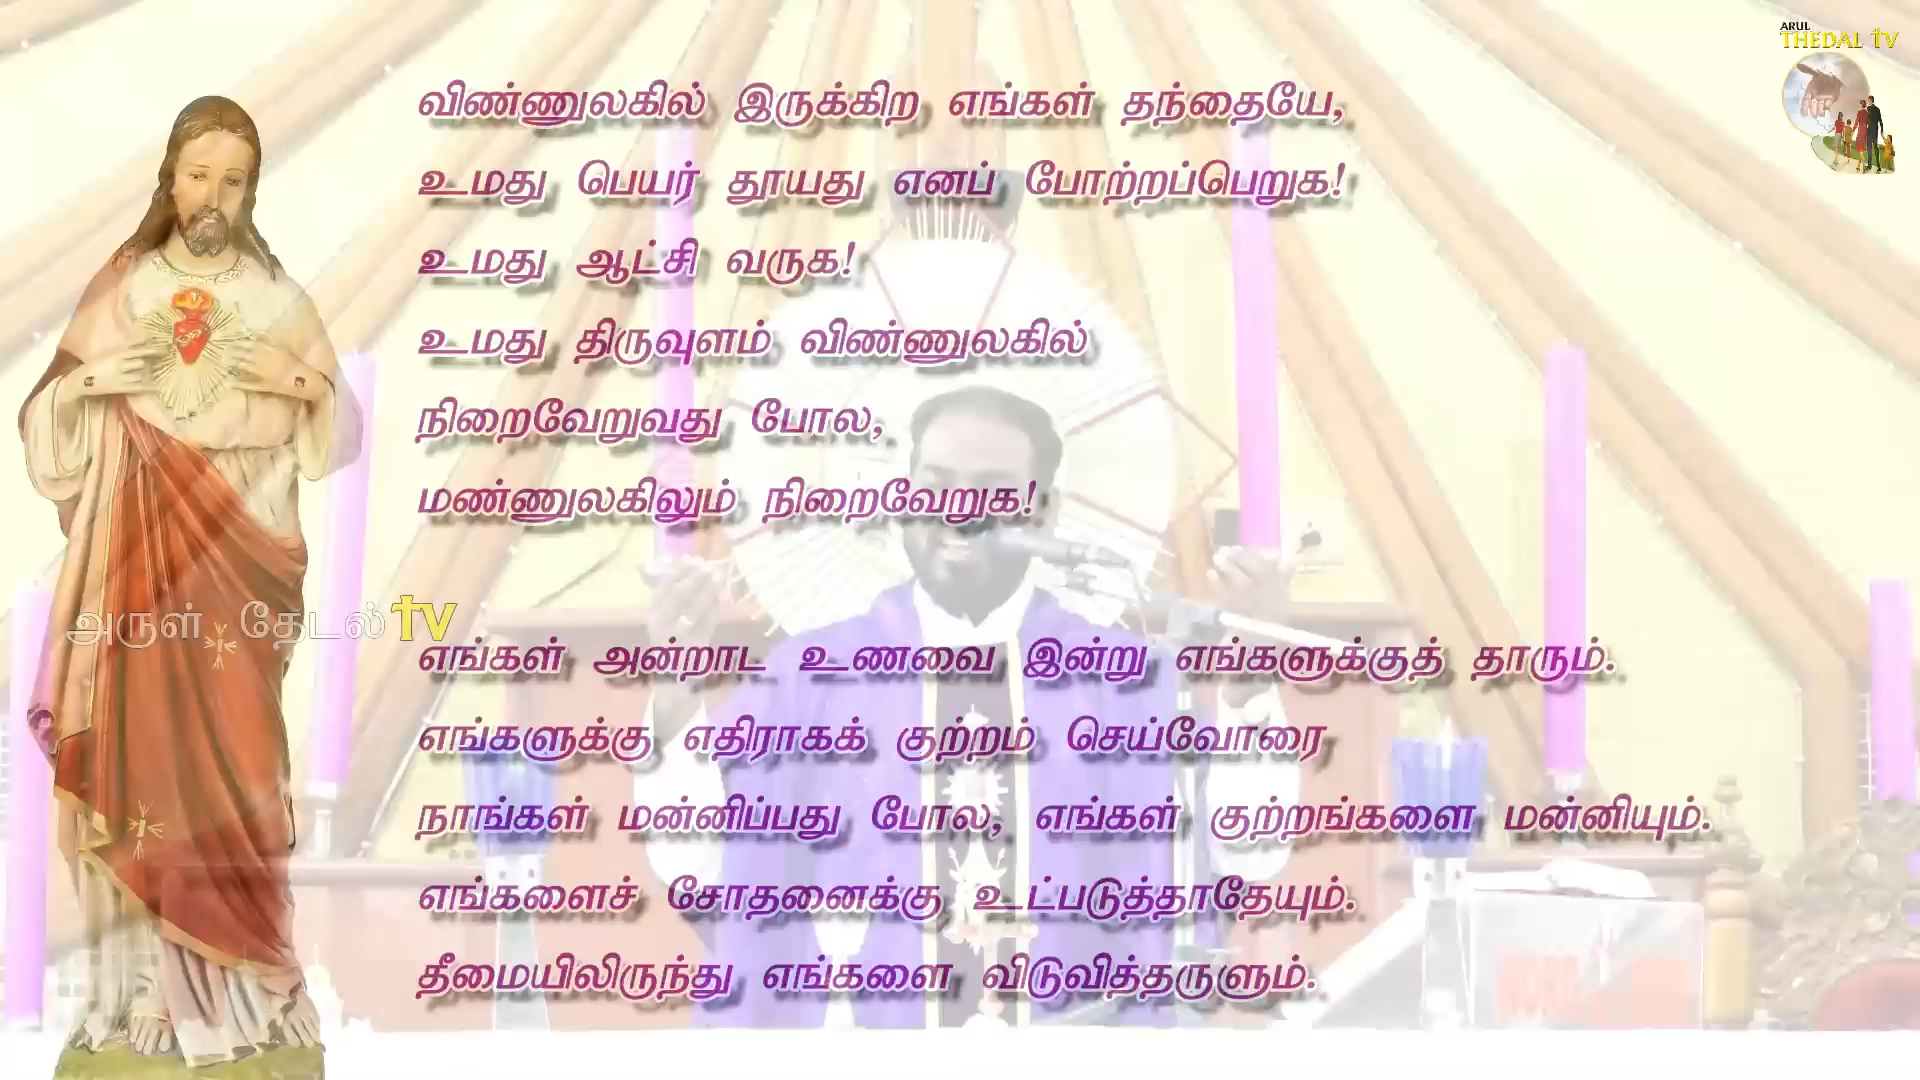 ARUL
THEDAL TV
விண்ணுலகில் இருக்கிற எங்கள் தந்தையே,
உமது பெயர் தூயது எனப் போற்றப்பெறுக!
உமது ஆட்சி வருக!
உமது திருவுளம் விண்ணுலகில்
நிறைவேறுவது போல,
மண்ணுலகிலும் நிறைவேறுக!
அருள் தேடல் TV
எங்கள் அன்றாட உணவை இன்று எங்களுக்குத் தாரும்.
எங்களுக்கு எதிராகக் குற்றம் செய்வோரை
நாங்கள் மன்னிப்பது போல, எங்கள் குற்றங்களை மன்னியும்.
எங்களைச் சோதனைக்கு உட்படுத்தாதேயும்.
தீமையிலிருந்து எங்களை விடுவித்தருளும்.